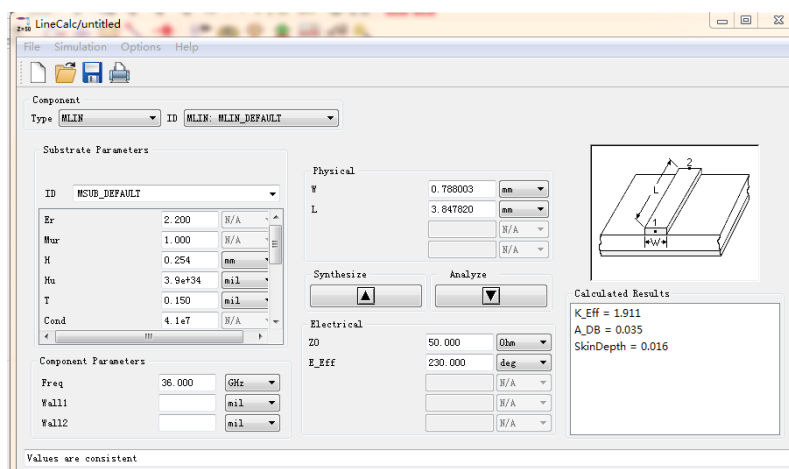 Z=50 LineCalc/untitled
File Simulation Options Help
Component
Type MLIN ID MLIN: MLIN_DEFAULT
Substrate Parameters
ID MSUB_DEFAULT
Er 2.200 N/A
Mur 1.000 N/A
H 0.254 mm
Hu 3.9e+34 mil
T 0.150 mil
Cond 4.1e7 N/A
Component Parameters
Freq 36.000 GHz
Wall1 mil
Wall2 mil
Physical
W 0.788003 mm
L 3.847820 mm
N/A
N/A
Synthesize Analyze
Electrical
Z0 50.000 Ohm
E_Eff 230.000 deg
N/A
N/A
N/A
2
L
1
W
Calculated Results
K_Eff = 1.911
A_DB = 0.035
SkinDepth = 0.016
Values are consistent